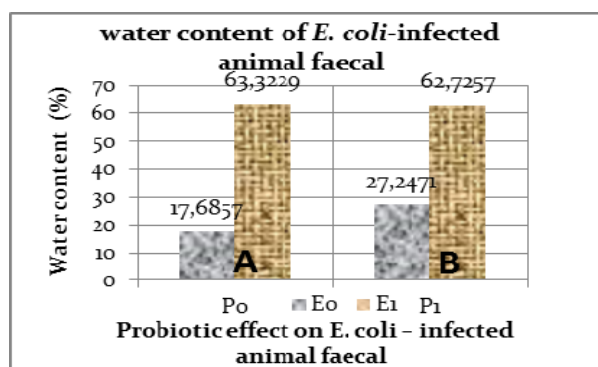 water content of E. coli-infected
animal faecal
Water content (%)
70
60
50
40
30
20
10
0
63,3229
62,7257
17,6857
27,2471
A
B
P0
E0
E1
P1
Probiotic effect on E. coli – infected
animal faecal